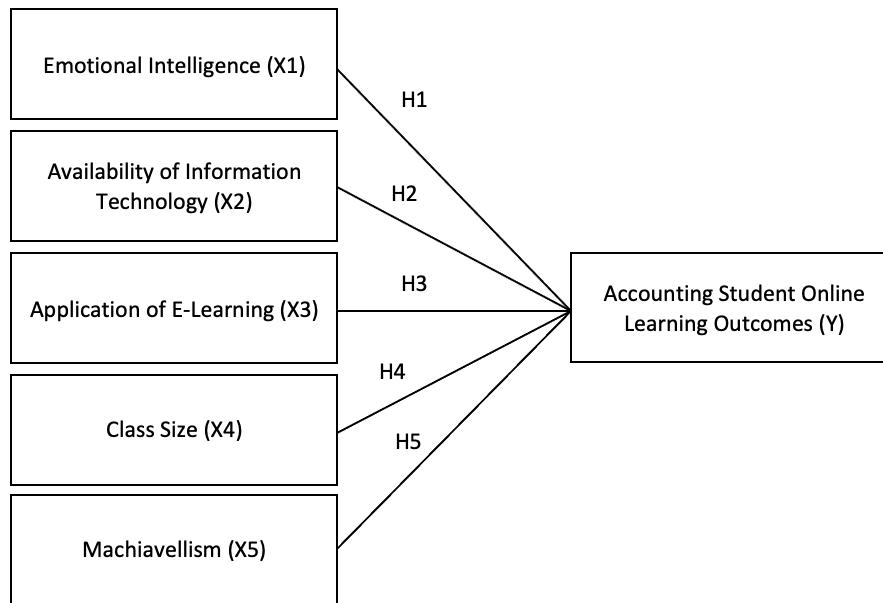 Emotional Intelligence (X1)
H1
Availability of Information
Technology (X2)
H2
Application of E-Learning (X3)
H3
Accounting Student Online
Learning Outcomes (Y)
H4
Class Size (X4)
H5
Machiavellism (X5)